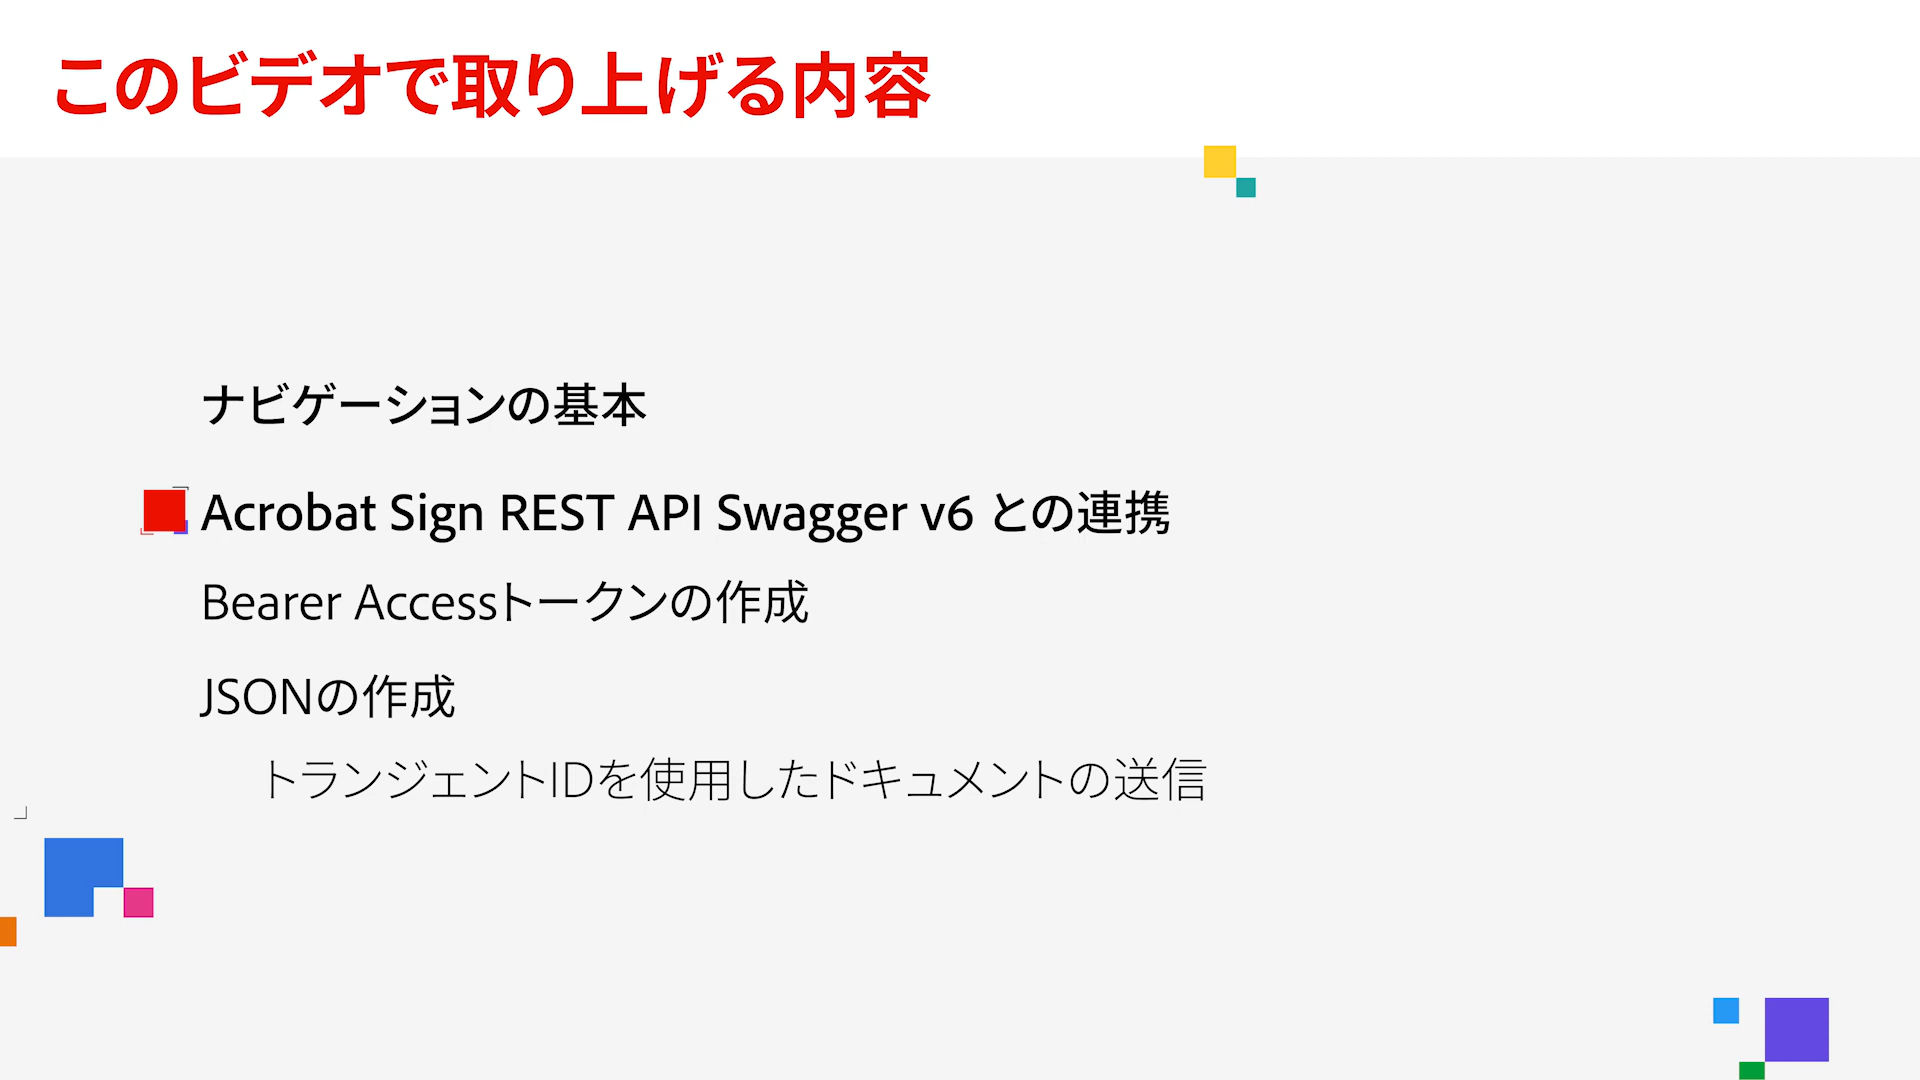 このビデオで取り上げる内容
ナビゲーションの基本
Acrobat Sign REST API Swagger v6 との連携
Bearer Accessトークンの作成
JSONの作成
トランジェントIDを使用したドキュメントの送信